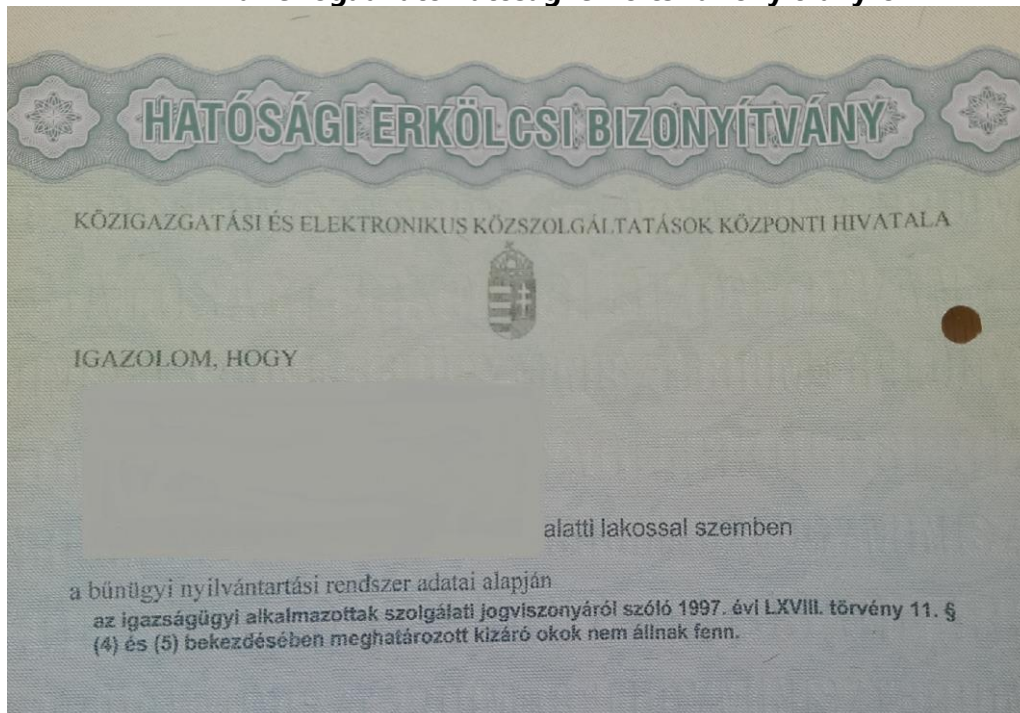 HATÓSÁGI ERKÖLCSI BIZONYÍTVÁNY
KÖZIGAZGATÁSI ÉS ELEKTRONIKUS KÖZSZOLGÁLTATÁSOK KÖZPONTI HIVATALA
IGAZOLOM, HOGY
alatti lakossal szemben
a bűnügyi nyilvántartási rendszer adatai alapján
az igazságügyi alkalmazottak szolgálati jogviszonyáról szóló 1997. évi LXVIII. törvény 11. §
(4) és (5) bekezdésében meghatározott kizáró okok nem állnak fenn.